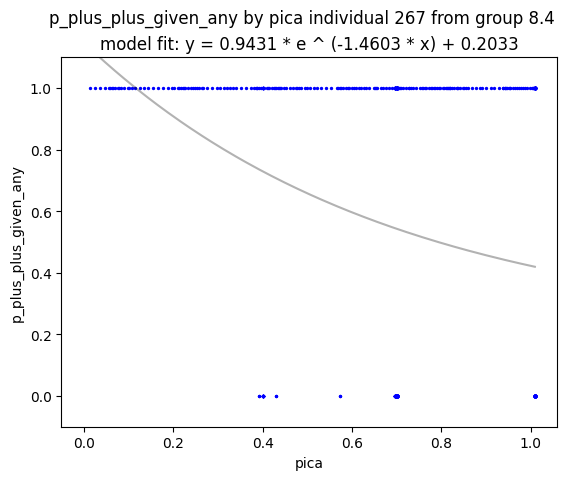 p_plus_plus_given_any by pica individual 267 from group 8.4
model fit: y = 0.9431 * e ^ (-1.4603 * x) + 0.2033
1.0
0.8
0.6
0.4
0.2
0.0
p_plus_plus_given_any
0.0 0.2 0.4 0.6 0.8 1.0
pica